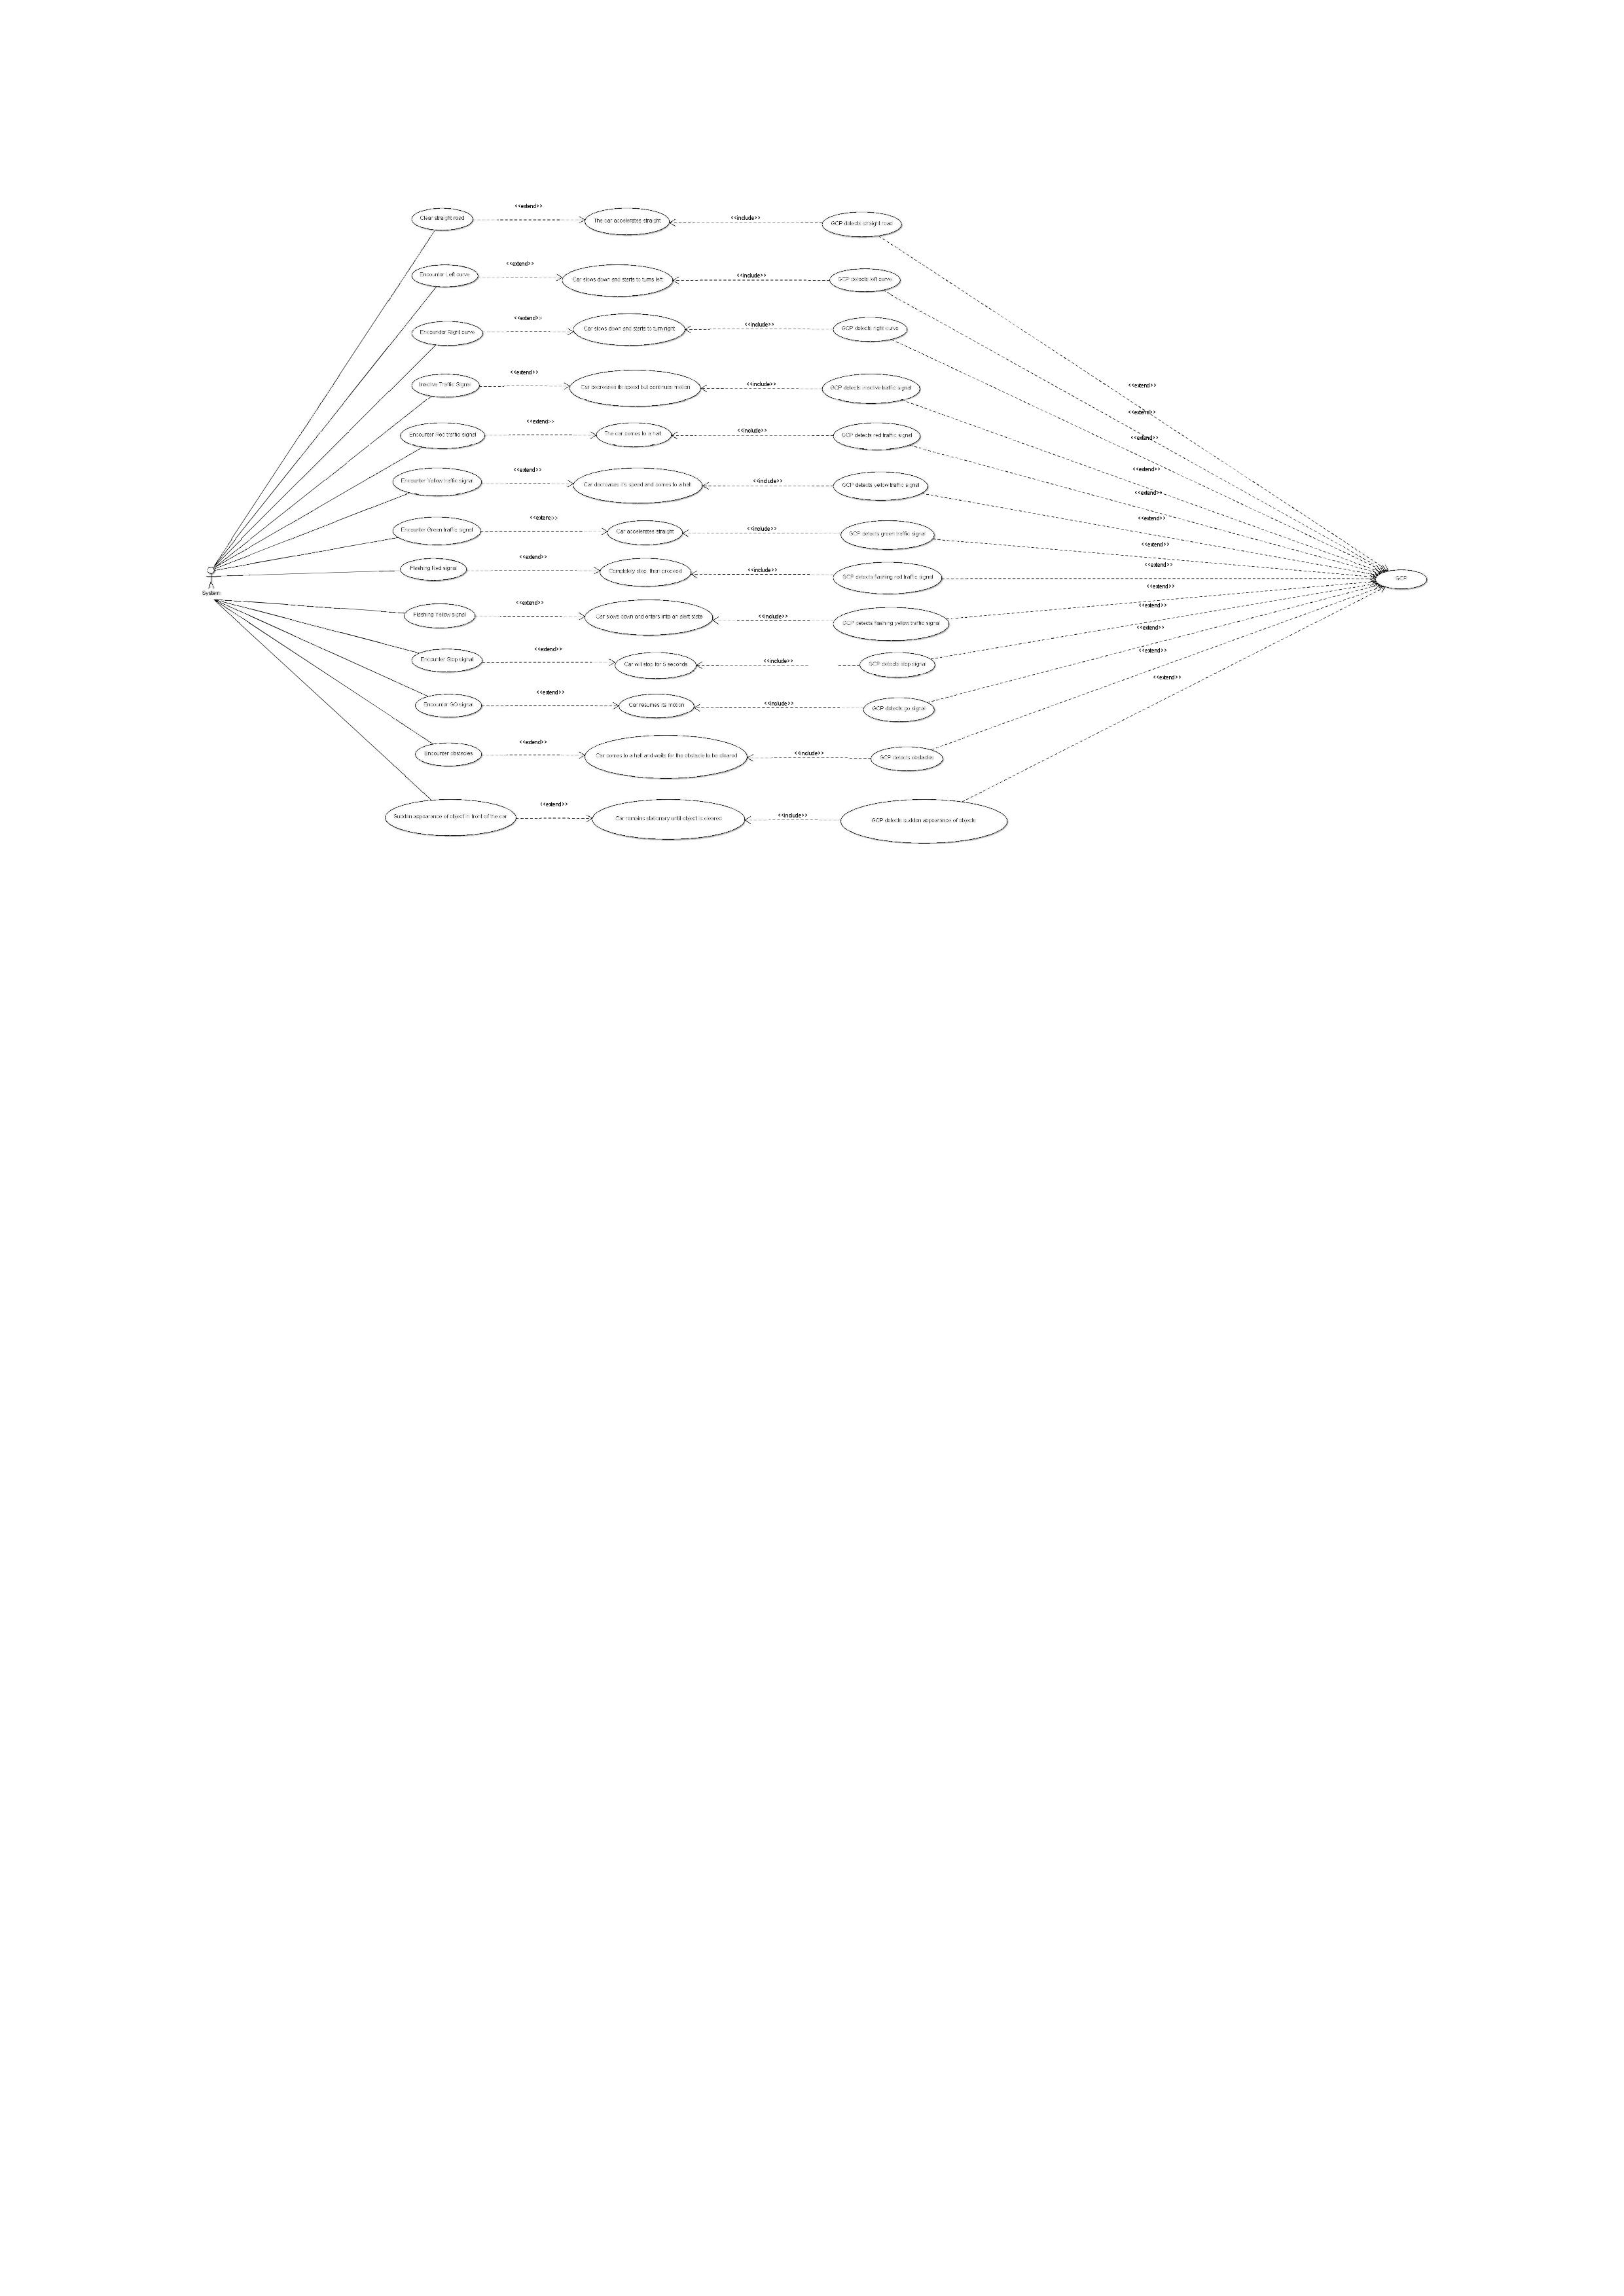 <<extend>>
Clear straight road
The car accelerates straight
<<include>>
GCP detects straight road
<<extend>>
Encounter Left curve
Car slows down and starts to turns left
<<include>>
GCP detects left curve
<<extend>>
Encounter Right curve
Car slows down and starts to turn right
<<include>>
GCP detects right curve
<<extend>>
Inactive Traffic Signal
Car decreases its speed but continues motion
<<include>>
GCP detects inactive traffic signal
<<extend>>
<<extend>>
<<extend>>
Encounter Red traffic signal
The car comes to a halt
<<include>>
GCP detects red traffic signal
<<extend>>
<<extend>>
Encounter Yellow traffic signal
Car decreases it's speed and comes to a halt
<<include>>
GCP detects yellow traffic signal
<<extend>>
<<extend>>
<<extend>>
Encounter Green traffic signal
Car accelerates straight
<<include>>
GCP detects green traffic signal
<<extend>>
<<extend>>
<<extend>>
Flashing Red signal
Completely stop, then proceed
<<include>>
GCP detects flashing red traffic signal
<<extend>>
<<extend>>
GCP
System
<<extend>>
Flashing Yellow signal
Car slows down and enters into an alert state
<<include>>
GCP detects flashing yellow traffic signal
<<extend>>
<<extend>>
<<extend>>
Encounter Stop signal
Car will stop for 5 seconds
<<include>>
GCP detects stop signal
<<extend>>
<<extend>>
<<extend>>
Encounter GO signal
Car resumes its motion
<<include>>
GCP detects go signal
<<extend>>
Encounter obstacles
Car comes to a halt and waits for the obstacle to be cleared
<<include>>
GCP detects obstacles
<<extend>>
Sudden appearance of object in front of the car
Car remains stationary until object is cleared
<<include>>
GCP detects sudden appearance of objects